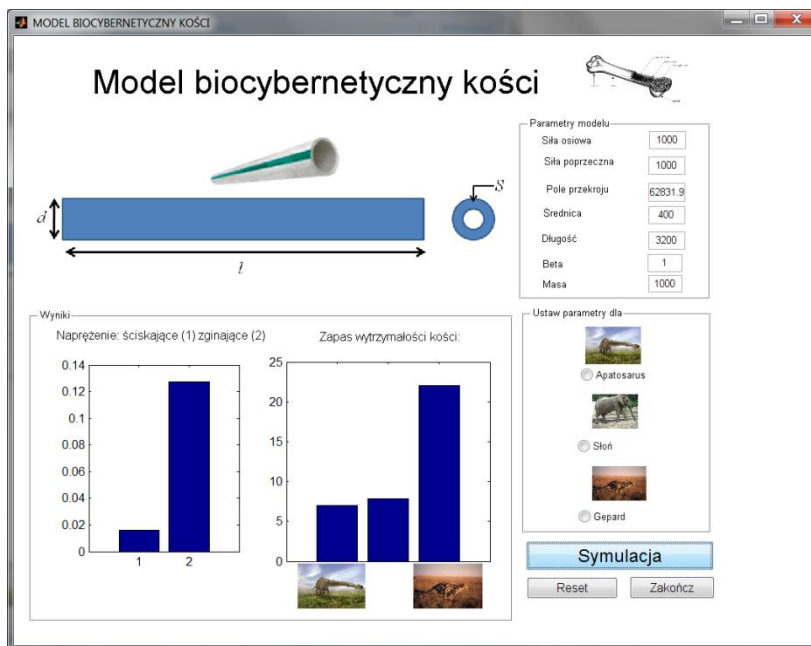 MODEL BIOCYBERNETYCZNY KOŚCI
Model biocybernetyczny kości
d
l
S
Parametry modelu
Siła osiowa 1000
Siła poprzeczna 1000
Pole przekroju 62831.9
Średnica 400
Długość 3200
Beta 1
Masa 1000
Wyniki
Naprężenie: ściskające (1) zginające (2)
0.14
0.12
0.1
0.08
0.06
0.04
0.02
0
1 2
Zapas wytrzymałości kości:
25
20
15
10
5
0
Ustaw parametry dla
Apatosarus
Słoń
Gepard
Symulacja
Reset Zakończ